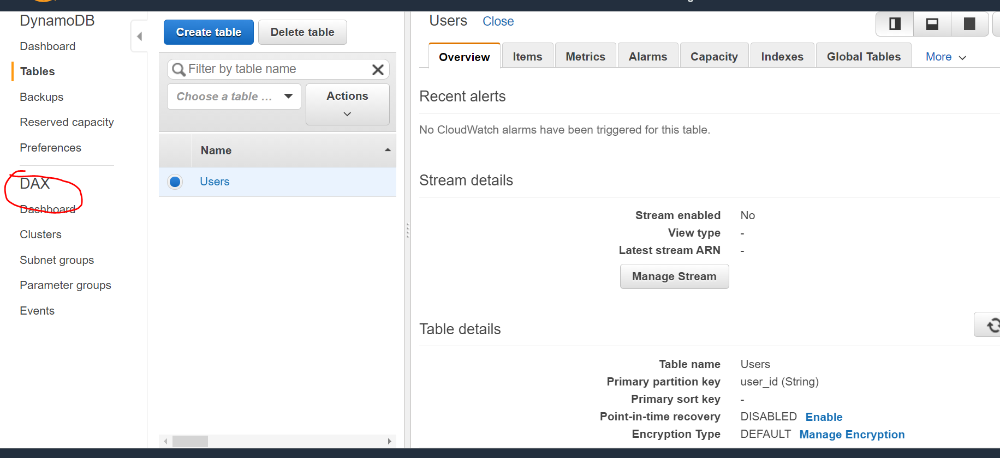 DynamoDB
Dashboard
Tables
Backups
Reserved capacity
Preferences
DAX
Dashboard
Clusters
Subnet groups
Parameter groups
Events
Create table
Delete table
Filter by table name
Choose a table ...
Actions
Name
Users
Users Close
Overview Items Metrics Alarms Capacity Indexes Global Tables More
Recent alerts
No CloudWatch alarms have been triggered for this table.
Stream details
Stream enabled No
View type -
Latest stream ARN -
Manage Stream
Table details
Table name Users
Primary partition key user_id (String)
Primary sort key -
Point-in-time recovery DISABLED Enable
Encryption Type DEFAULT Manage Encryption